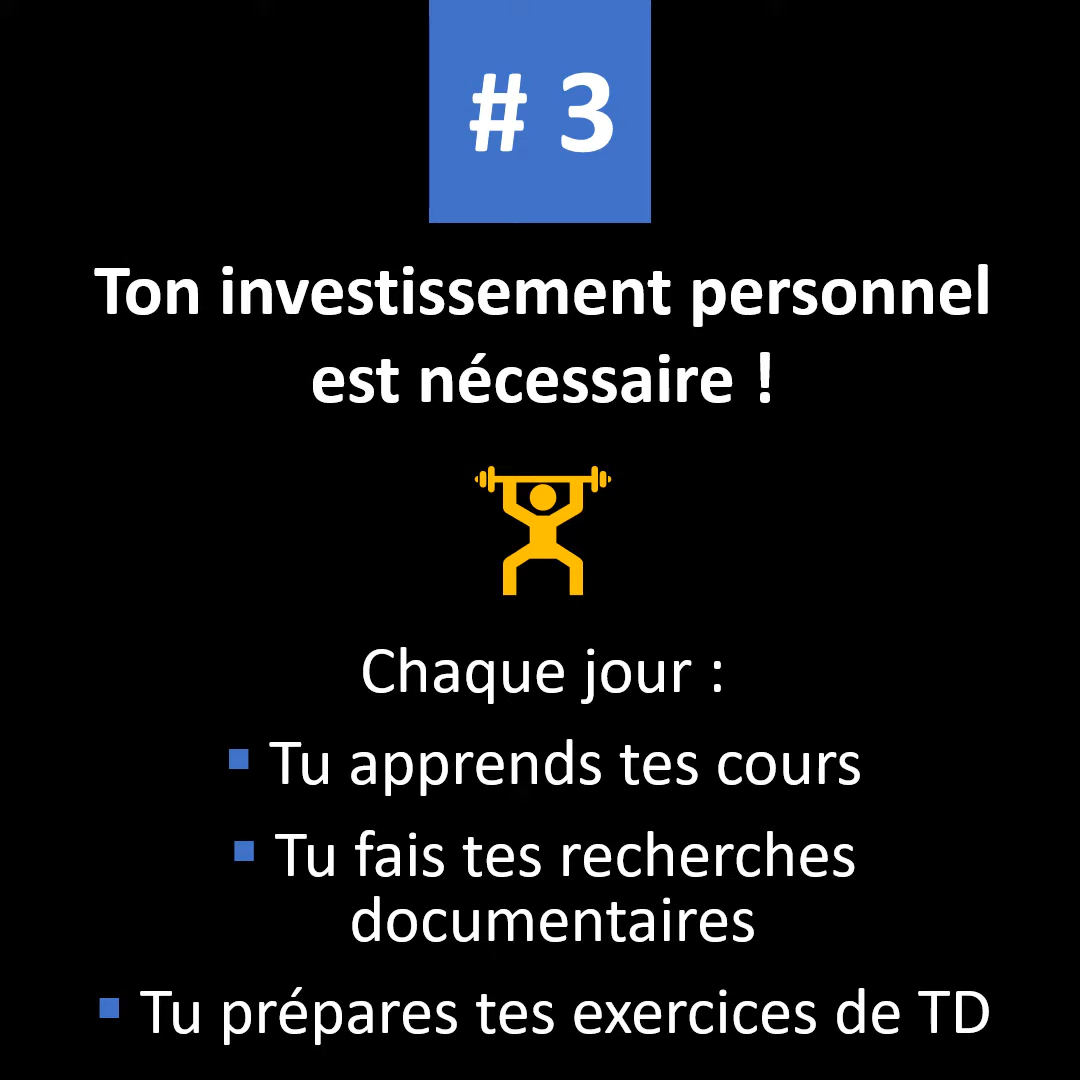 # 3
Ton investissement personnel
est nécessaire !
Chaque jour :
▪ Tu apprends tes cours
▪ Tu fais tes recherches
documentaires
▪ Tu prépares tes exercices de TD